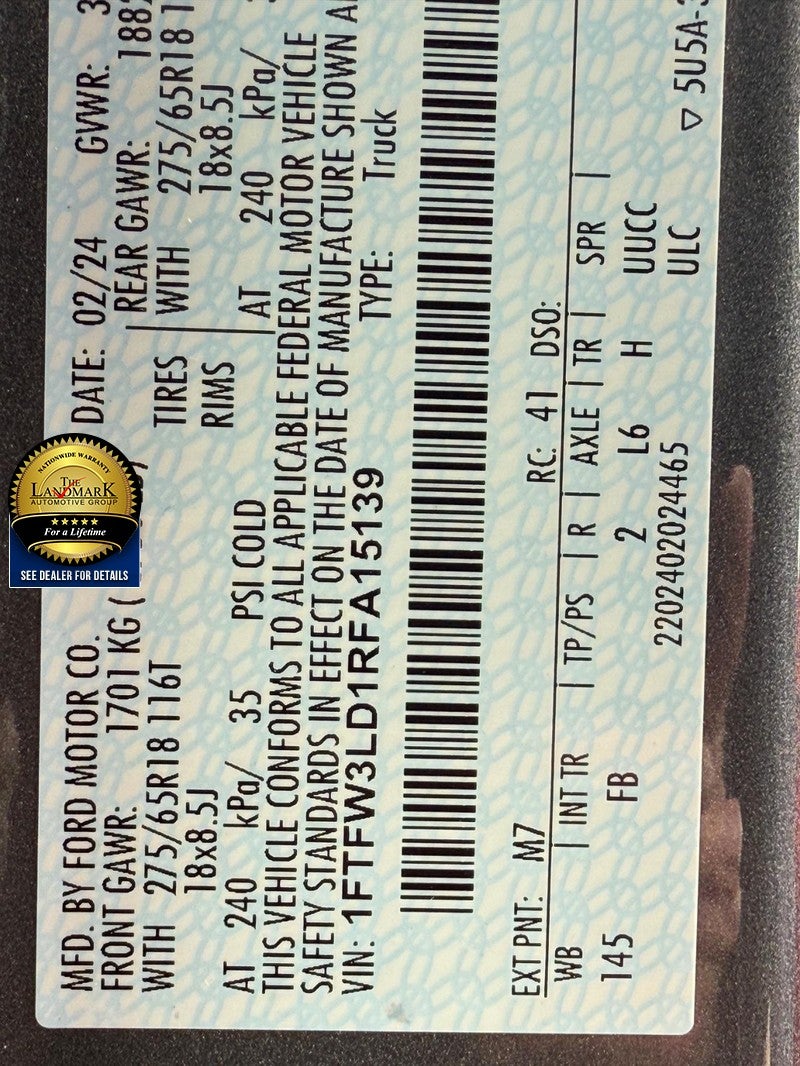 MFD. BY FORD MOTOR CO. DATE: 02/24 GVWR: 3
FRONT GAWR: 1701 KG ( REAR GAWR: 188
WITH 275/65R18 116T TIRES WITH 275/65R18 1
18x8.5J RIMS 18x8.5J
AT 240 kPa/ 35 PSI COLD AT 240 kPa/
THIS VEHICLE CONFORMS TO ALL APPLICABLE FEDERAL MOTOR VEHICLE
SAFETY STANDARDS IN EFFECT ON THE DATE OF MANUFACTURE SHOWN A
VIN: 1FTFW3LD1RFA15139 TYPE: Truck
EXT PNT: M7 RC: 41 DSO:
WB | INT TR | TP/PS | R | AXLE | TR | SPR |
145 FB 2 L6 H UUCC
2202402024465 ULC
▽ 5U5A-
NATIONWIDE WARRANTY
THE
LANDMARK
AUTOMOTIVE GROUP
★★★★★
For a Lifetime
SEE DEALER FOR DETAILS